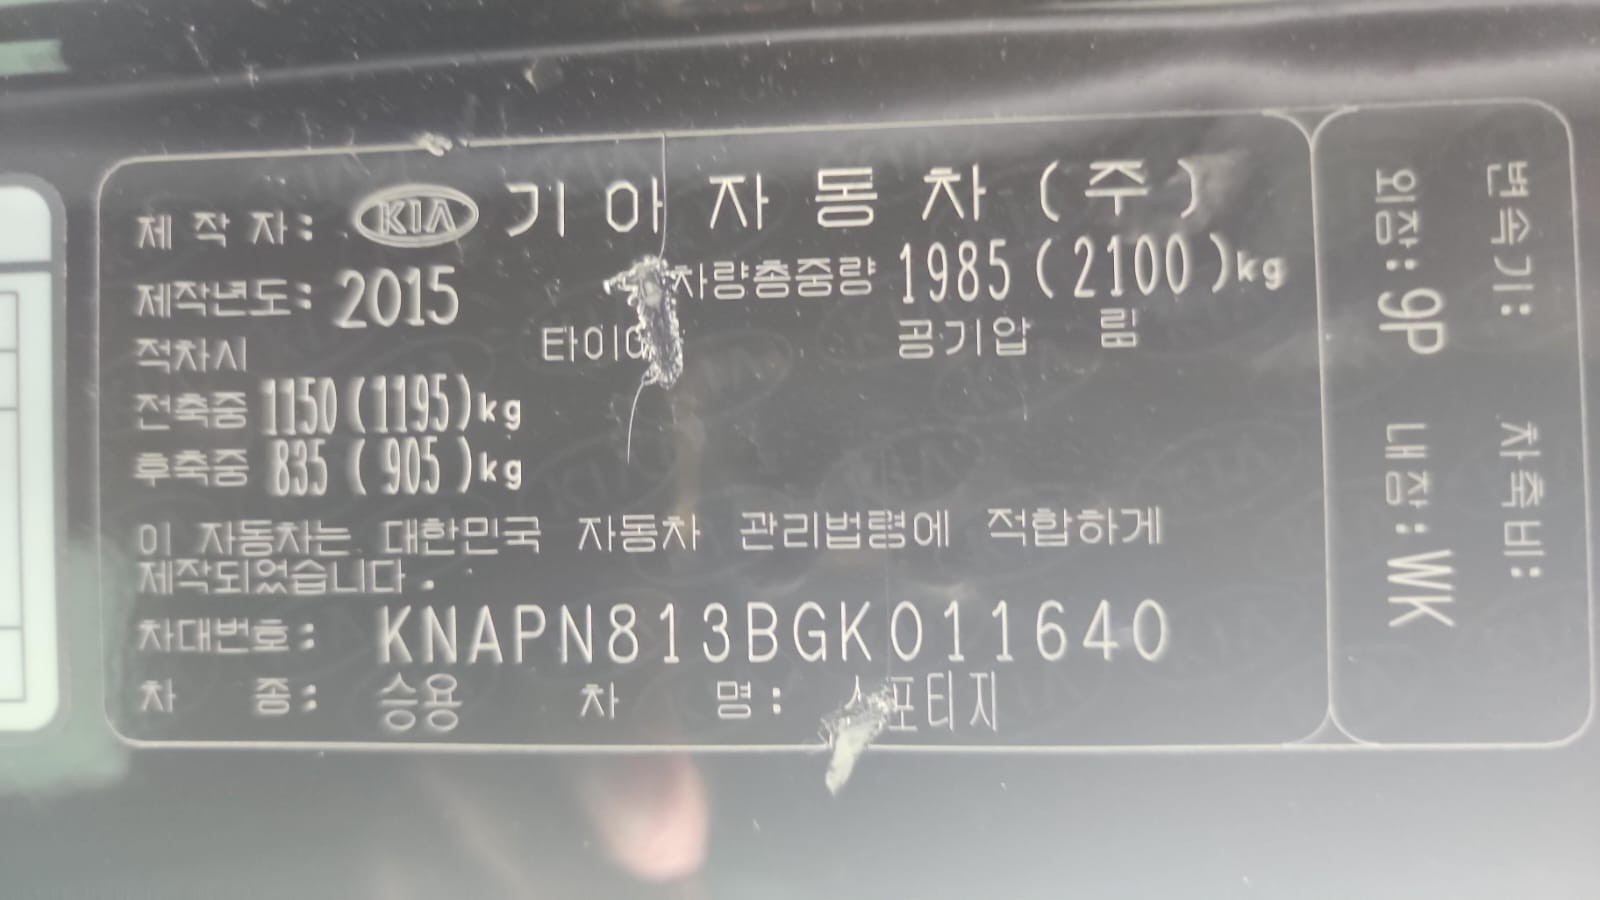 제작자: KIA 기아자동차(주)
제작년도: 2015 차량총중량 1985(2100)kg
적차시 공기압 림
전축중 1150(1195)kg
후축중 835(905)kg
이 자동차는 대한민국 자동차 관리법령에 적합하게
제작되었습니다.
차대번호: KNAPN813BGK011640
차 종: 승용 차 명: 스포티지
변속기: 차축비:
외장: 9P 내장: WK